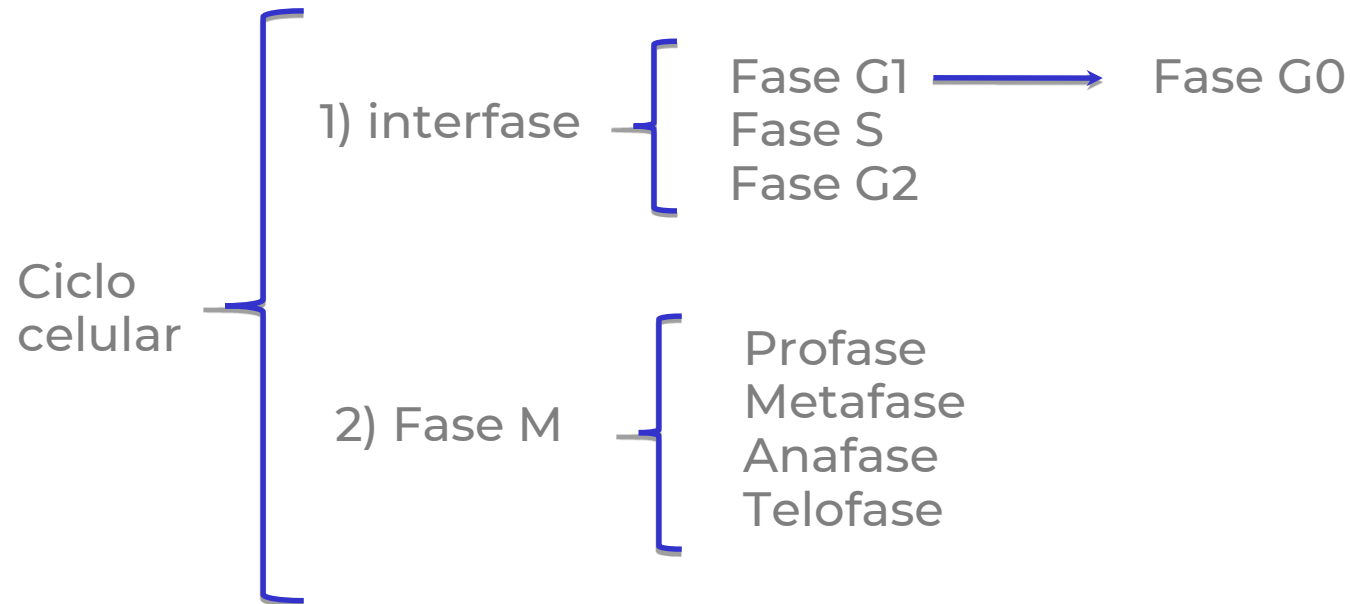 Ciclo
celular
1) interfase
Fase G1
Fase G0
Fase S
Fase G2
2) Fase M
Profase
Metafase
Anafase
Telofase